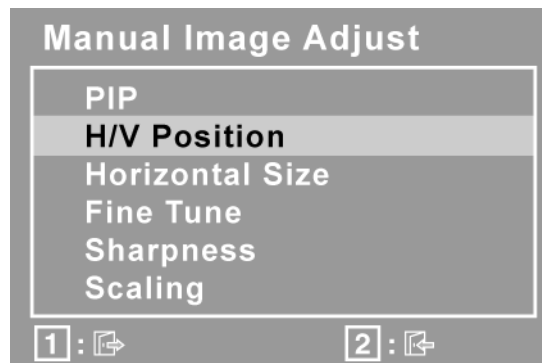 Manual Image Adjust
PIP
H/V Position
Horizontal Size
Fine Tune
Sharpness
Scaling
1 : 2 :